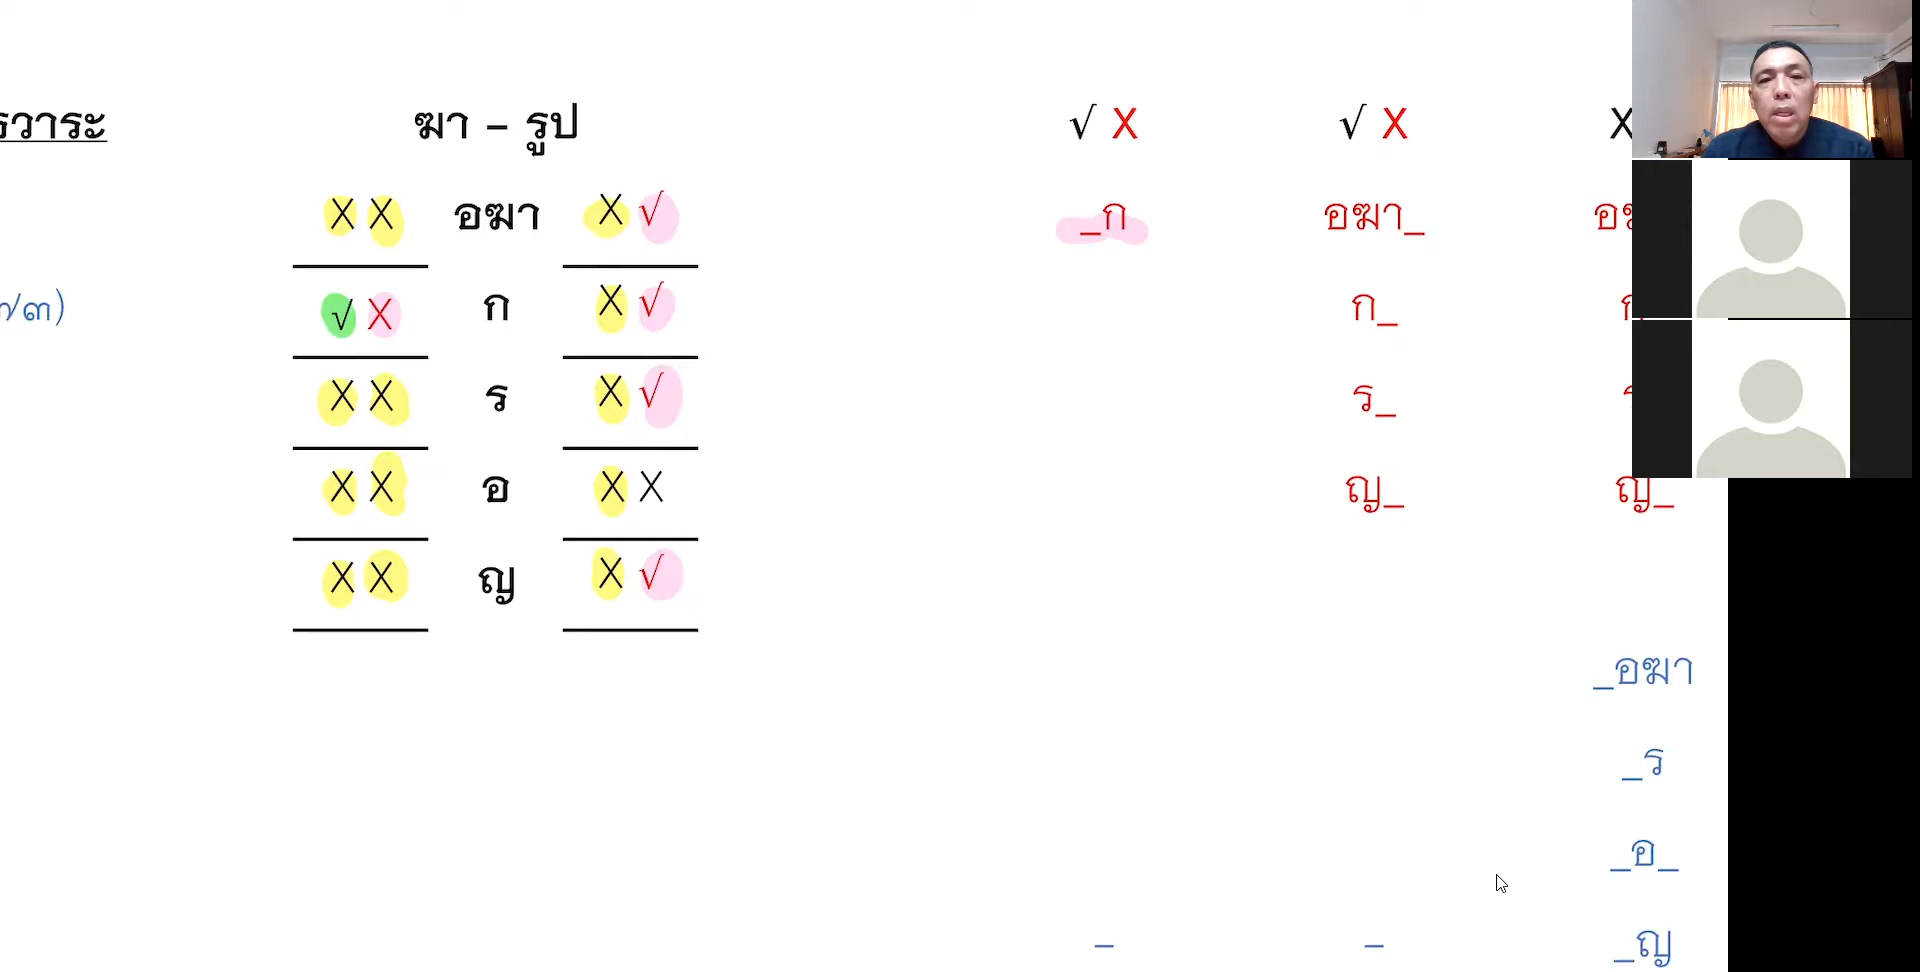 รวาระ ฆา – รูป √ X √ X X
X X อฆา X √ _ก อฆา_
๗/๓) √ X ก X √ ก_
X X ร X √ ร_
X X อ X X ญ_ ญ_
X X ญ X √
_อฆา
_ร
_อ_
– – _ญ